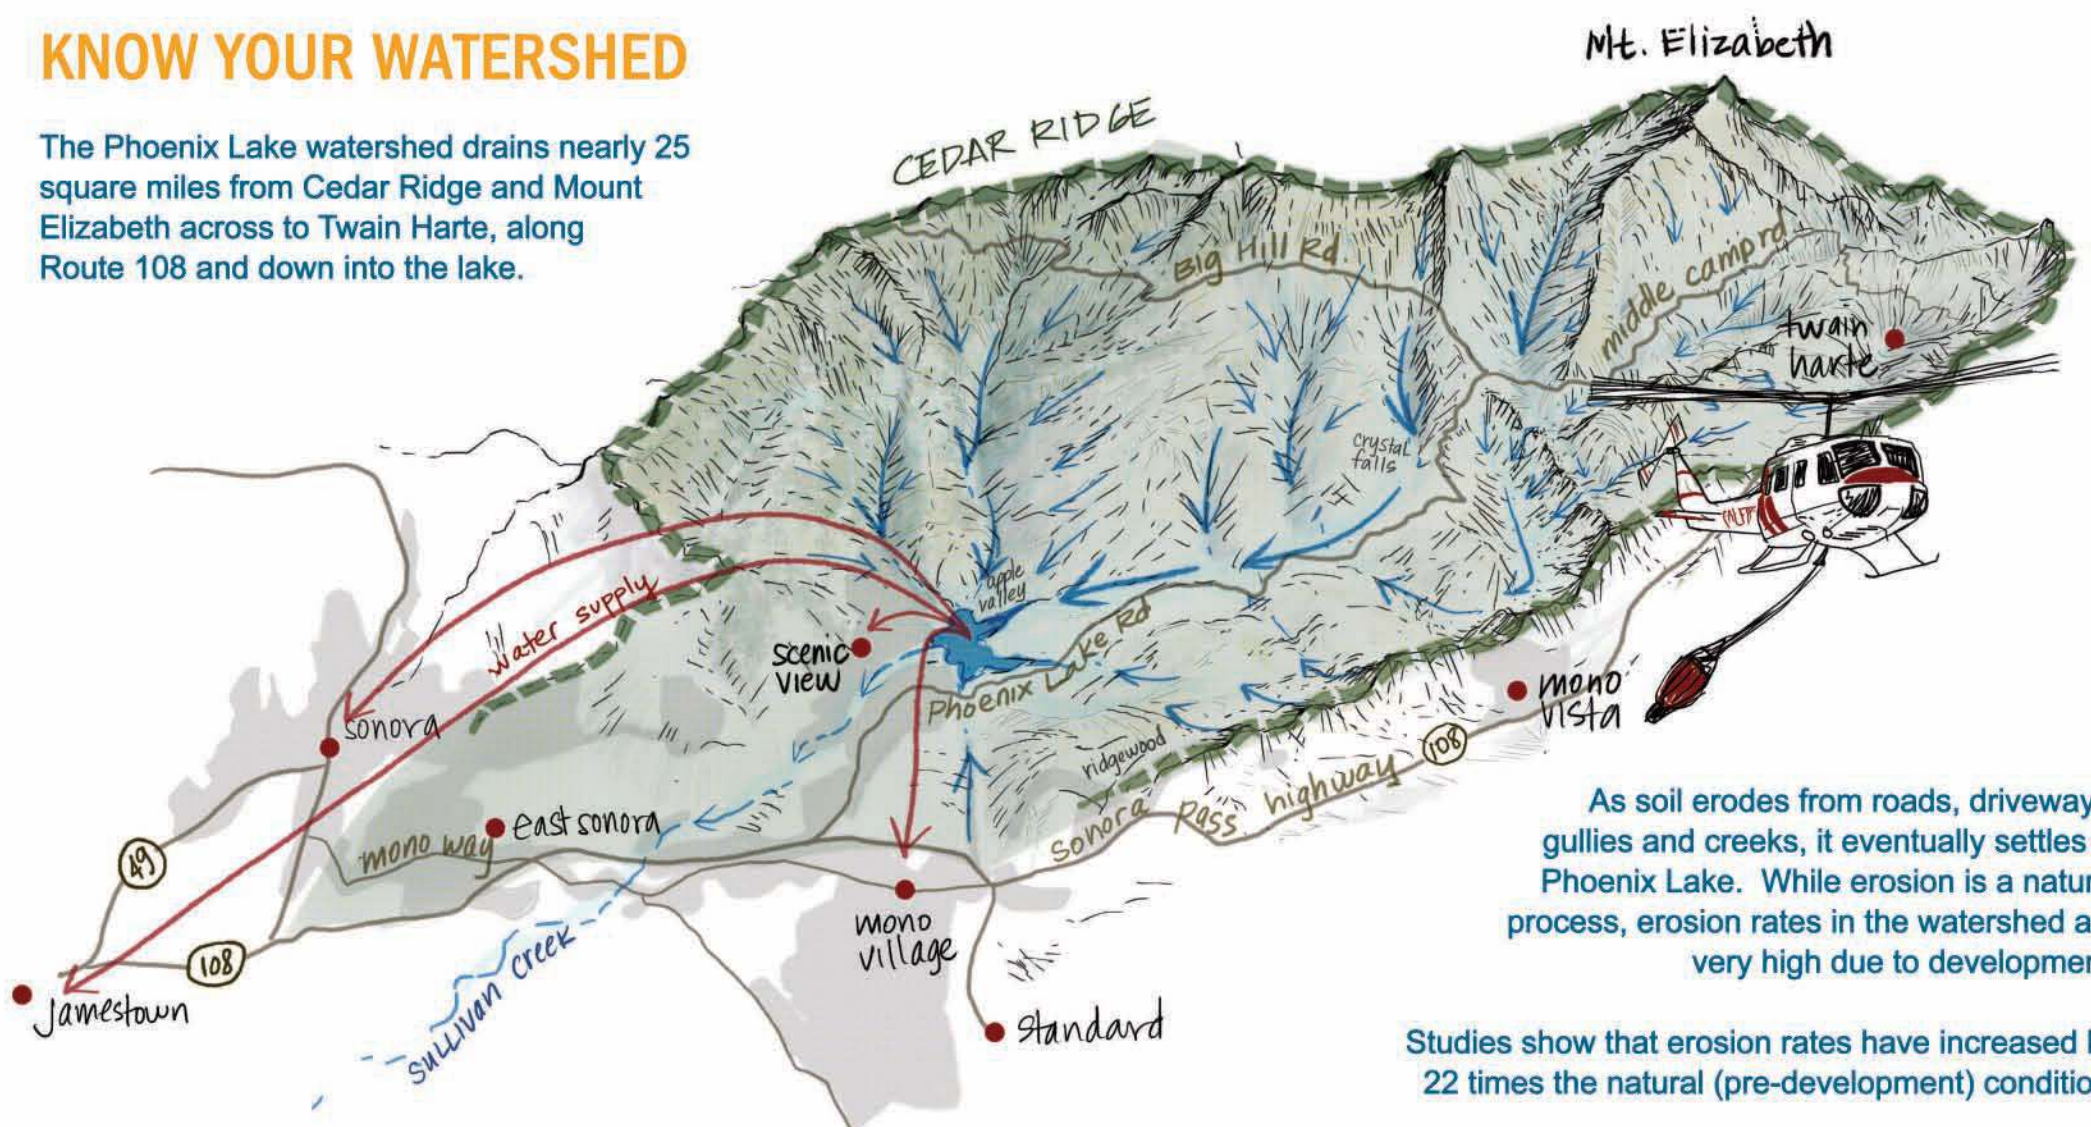 KNOW YOUR WATERSHED
The Phoenix Lake watershed drains nearly 25
square miles from Cedar Ridge and Mount
Elizabeth across to Twain Harte, along
Route 108 and down into the lake.
Mt. Elizabeth
CEDAR RIDGE
Big Hill Rd.
middle camp rd
twain
harte
crystal
falls
CALFIRE
apple
valley
water supply
scenic
view
Phoenix Lake Rd
mono
vista
sonora
ridgewood
108
sonora pass highway
east sonora
mono way
49
mono
village
108
Jamestown
Sullivan Creek
Standard
As soil erodes from roads, driveway
gullies and creeks, it eventually settles
Phoenix Lake. While erosion is a natur
process, erosion rates in the watershed a
very high due to developmen
Studies show that erosion rates have increased
22 times the natural (pre-development) conditio